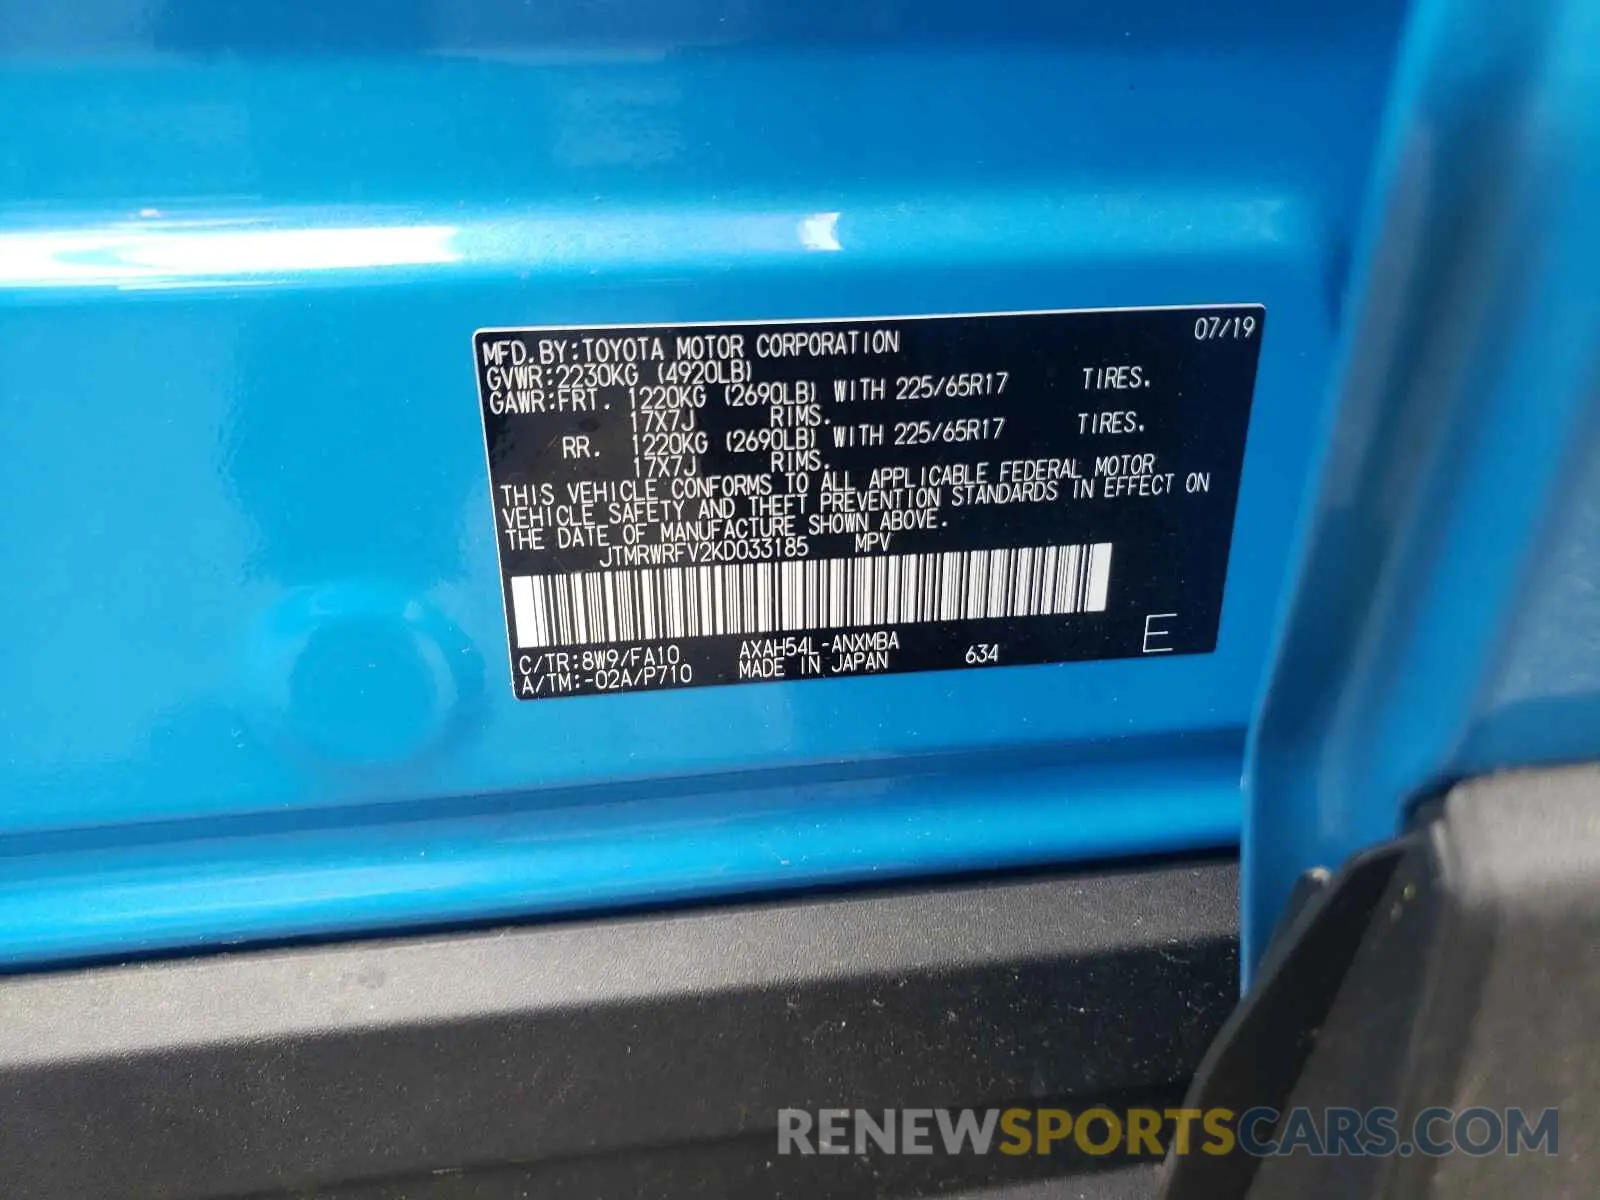 07/19
MFD.BY:TOYOTA MOTOR CORPORATION
GVWR:2230KG (4920LB)
GAWR:FRT. 1220KG (2690LB) WITH 225/65R17 TIRES.
17X7J RIMS.
RR. 1220KG (2690LB) WITH 225/65R17 TIRES.
17X7J RIMS.
THIS VEHICLE CONFORMS TO ALL APPLICABLE FEDERAL MOTOR
VEHICLE SAFETY AND THEFT PREVENTION STANDARDS IN EFFECT ON
THE DATE OF MANUFACTURE SHOWN ABOVE.
JTMRWRFV2KD033185 MPV
C/TR:8W9/FA10 AXAH54L-ANXMBA 634 E
A/TM:-02A/P710 MADE IN JAPAN
RENEWSPORTSCARS.COM